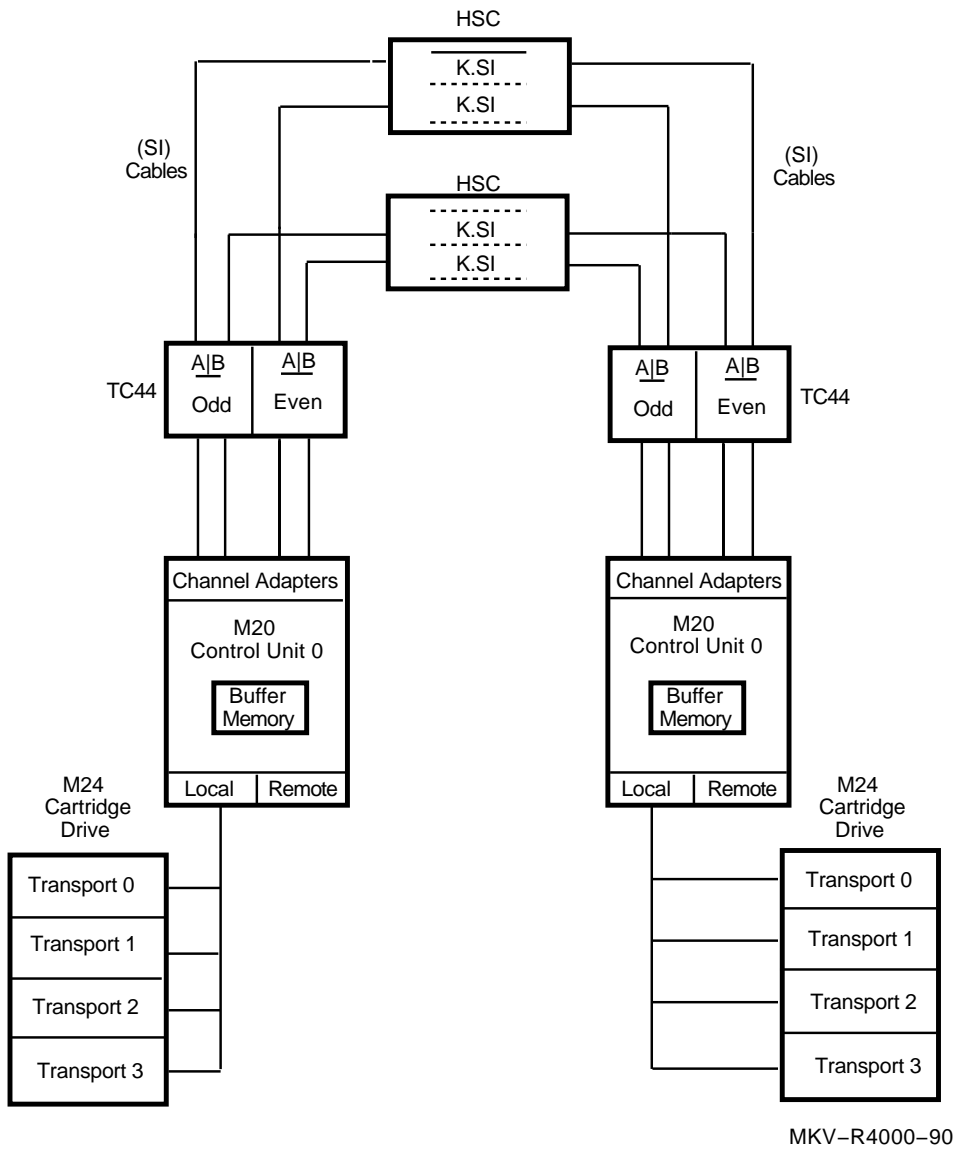 HSC
K.SI
K.SI
(SI)
Cables
(SI)
Cables
HSC
K.SI
K.SI
TC44
A|B
Odd
A|B
Even
A|B
Odd
A|B
Even
TC44
Channel Adapters
M20
Control Unit 0
Buffer
Memory
Local
Remote
Channel Adapters
M20
Control Unit 0
Buffer
Memory
Local
Remote
M24
Cartridge
Drive
Transport 0
Transport 1
Transport 2
Transport 3
M24
Cartridge
Drive
Transport 0
Transport 1
Transport 2
Transport 3
MKV–R4000–90